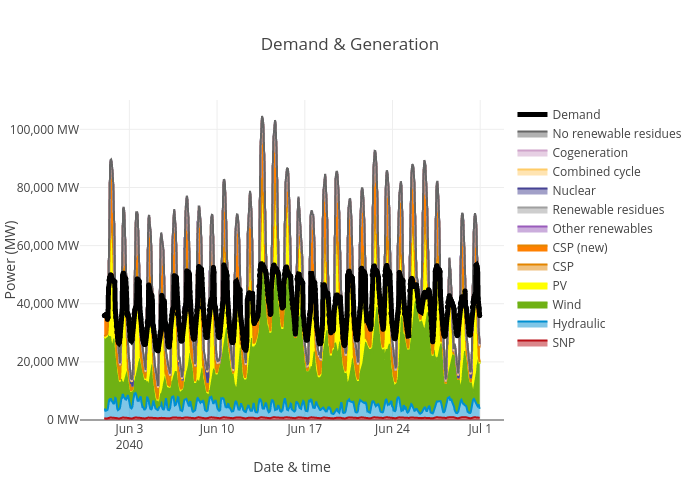 Demand & Generation
100,000 MW
80,000 MW
60,000 MW
40,000 MW
20,000 MW
0 MW
Power (MW)
Jun 3
2040
Jun 10
Jun 17
Jun 24
Jul 1
Date & time
Demand
No renewable residues
Cogeneration
Combined cycle
Nuclear
Renewable residues
Other renewables
CSP (new)
CSP
PV
Wind
Hydraulic
SNP